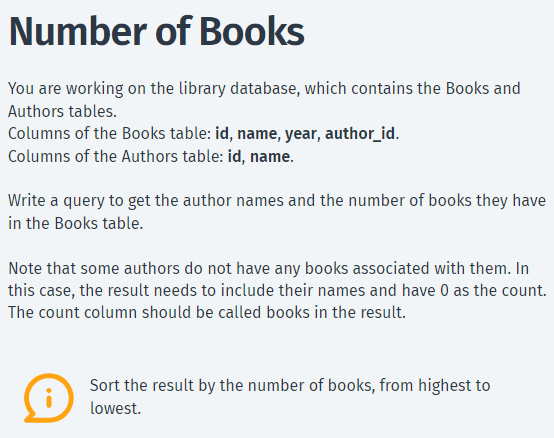 Number of Books
You are working on the library database, which contains the Books and
Authors tables.
Columns of the Books table: id, name, year, author_id.
Columns of the Authors table: id, name.
Write a query to get the author names and the number of books they have
in the Books table.
Note that some authors do not have any books associated with them. In
this case, the result needs to include their names and have 0 as the count.
The count column should be called books in the result.
Sort the result by the number of books, from highest to
lowest.